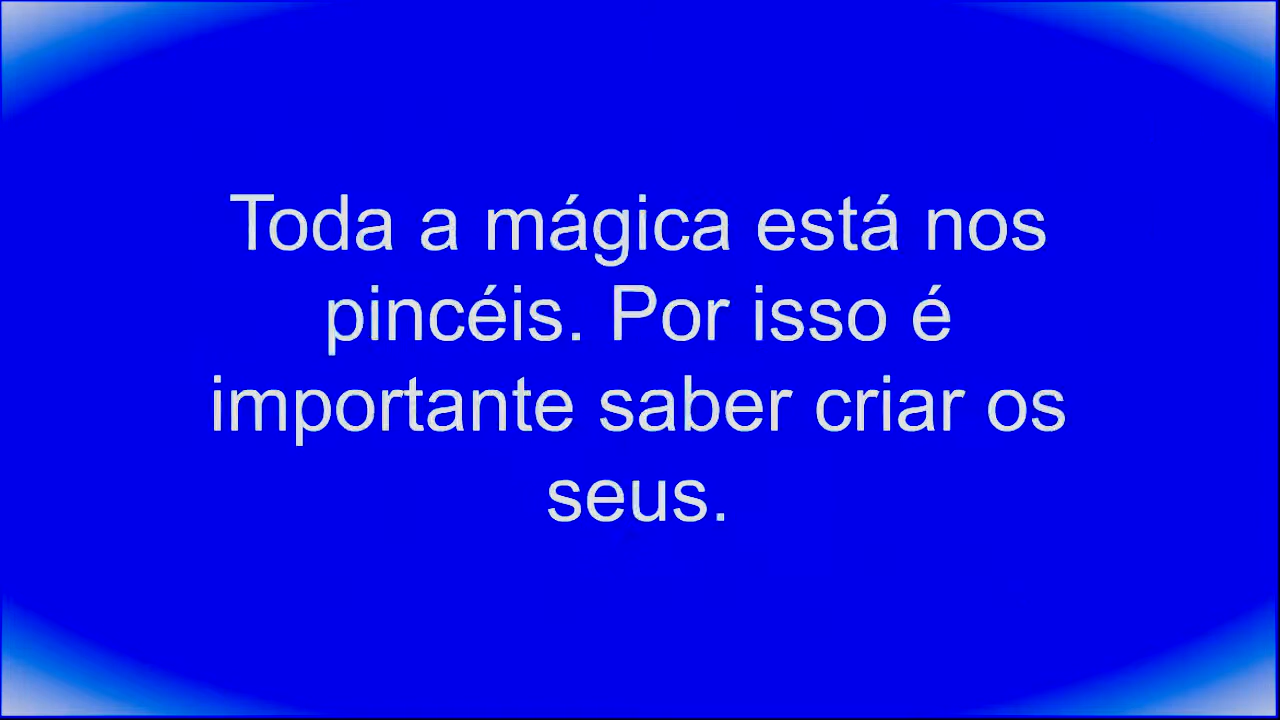 Toda a mágica está nos
pincéis. Por isso é
importante saber criar os
seus.